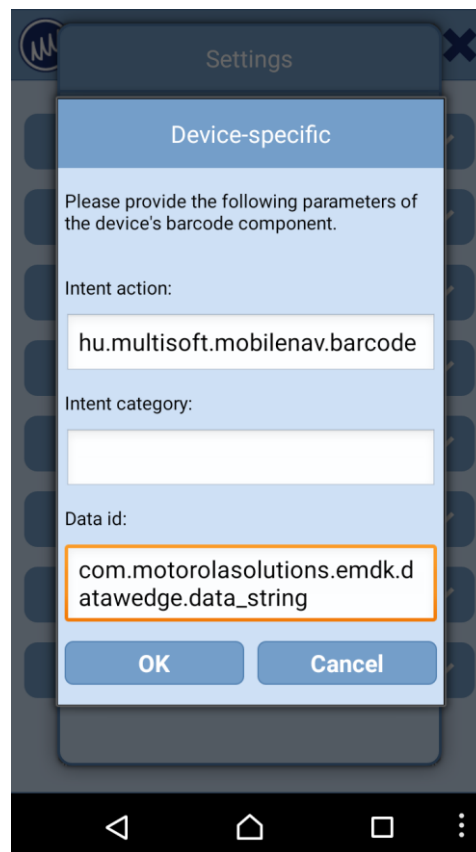 Settings
Device-specific
Please provide the following parameters of
the device's barcode component.
Intent action:
hu.multisoft.mobilenav.barcode
Intent category:
Data id:
com.motorolasolutions.emdk.d
atawedge.data_string
OK
Cancel